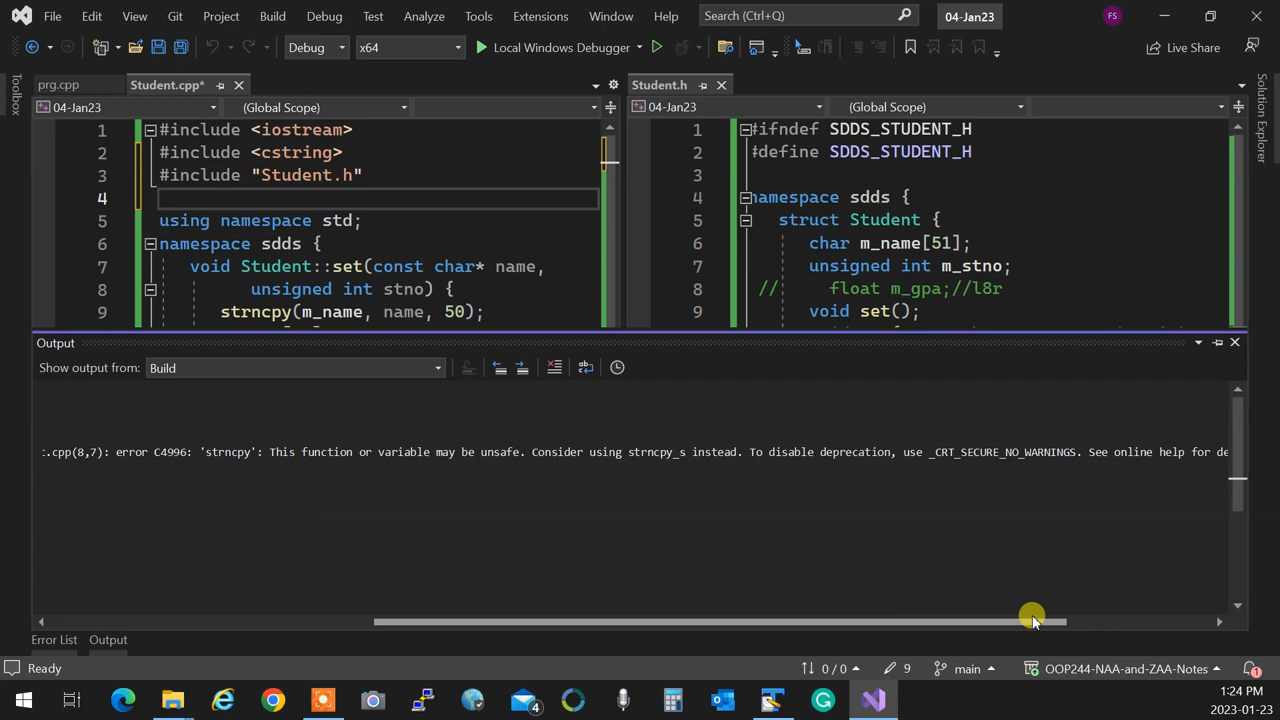 File Edit View Git Project Build Debug Test Analyze Tools Extensions Window Help Search (Ctrl+Q) 04-Jan23 FS
Debug x64 Local Windows Debugger Live Share
Toolbox
prg.cpp Student.cpp*
04-Jan23 (Global Scope)
1 #include <iostream>
2 #include <cstring>
3 #include "Student.h"
4
5 using namespace std;
6 namespace sdds {
7 void Student::set(const char* name,
8 unsigned int stno) {
9 strncpy(m_name, name, 50);
Student.h
04-Jan23 (Global Scope)
1 #ifndef SDDS_STUDENT_H
2 #define SDDS_STUDENT_H
3
4 namespace sdds {
5 struct Student {
6 char m_name[51];
7 unsigned int m_stno;
8 // float m_gpa;//l8r
9 void set();
Solution Explorer
Output
Show output from: Build
.cpp(8,7): error C4996: 'strncpy': This function or variable may be unsafe. Consider using strncpy_s instead. To disable deprecation, use _CRT_SECURE_NO_WARNINGS. See online help for de
Error List Output
Ready 0 / 0 9 main OOP244-NAA-and-ZAA-Notes 1
4
1:24 PM
2023-01-23